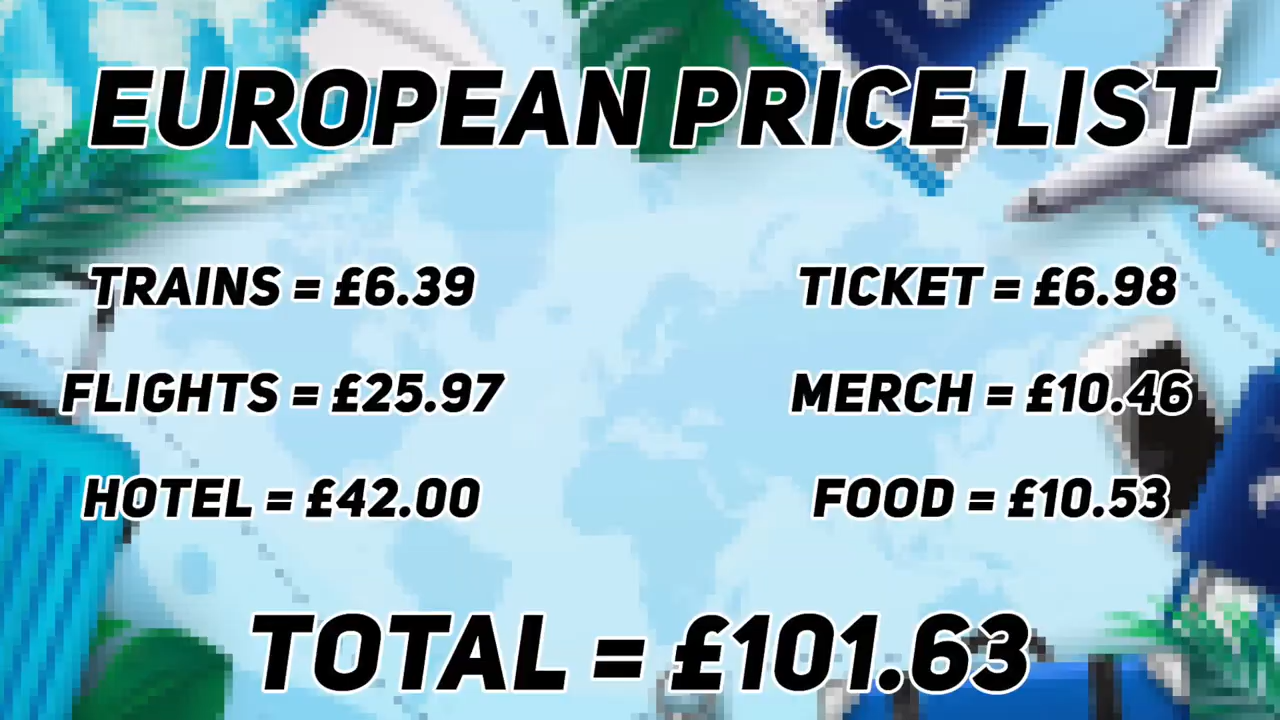 EUROPEAN PRICE LIST
TRAINS = £6.39
FLIGHTS = £25.97
HOTEL = £42.00
TICKET = £6.98
MERCH = £10.46
FOOD = £10.53
TOTAL = £101.63